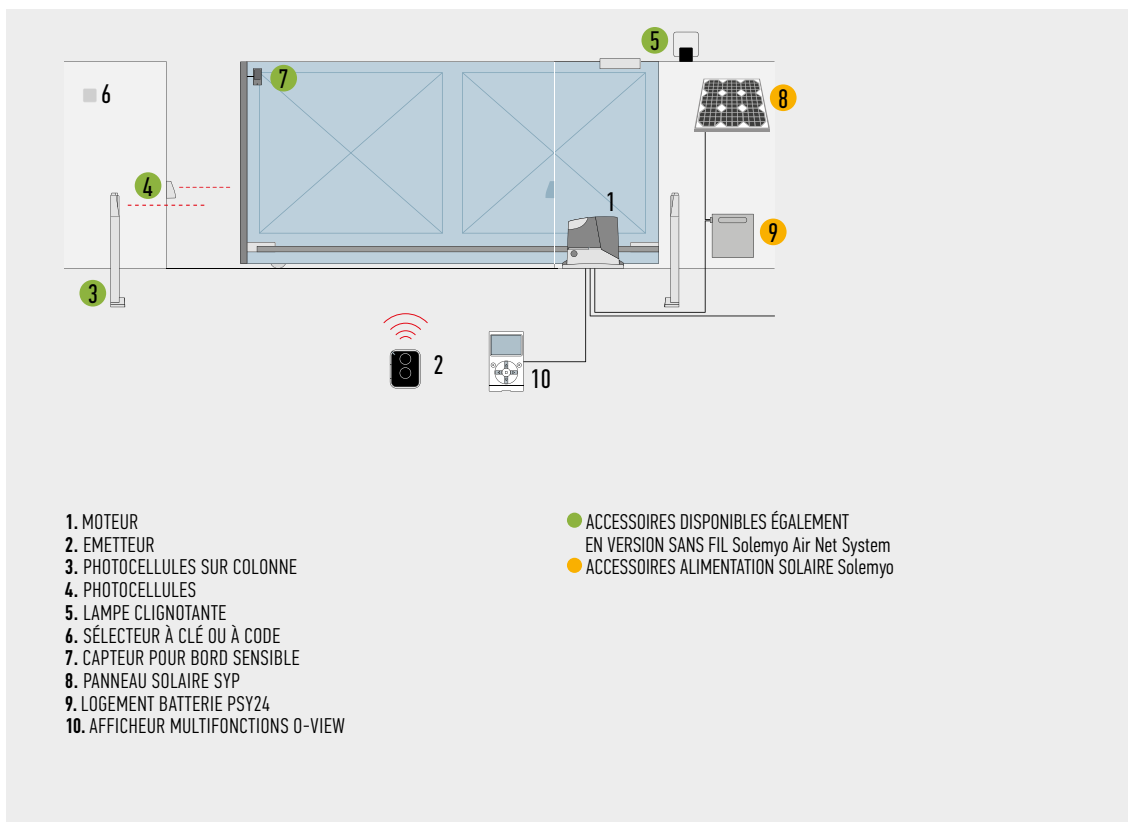 5
7
6
8
4
1
9
3
2
10
1. MOTEUR
2. EMETTEUR
3. PHOTOCELLULES SUR COLONNE
4. PHOTOCELLULES
5. LAMPE CLIGNOTANTE
6. SÉLECTEUR À CLÉ OU À CODE
7. CAPTEUR POUR BORD SENSIBLE
8. PANNEAU SOLAIRE SYP
9. LOGEMENT BATTERIE PSY24
10. AFFICHEUR MULTIFONCTIONS O-VIEW
ACCESSOIRES DISPONIBLES ÉGALEMENT
EN VERSION SANS FIL Solemyo Air Net System
ACCESSOIRES ALIMENTATION SOLAIRE Solemyo